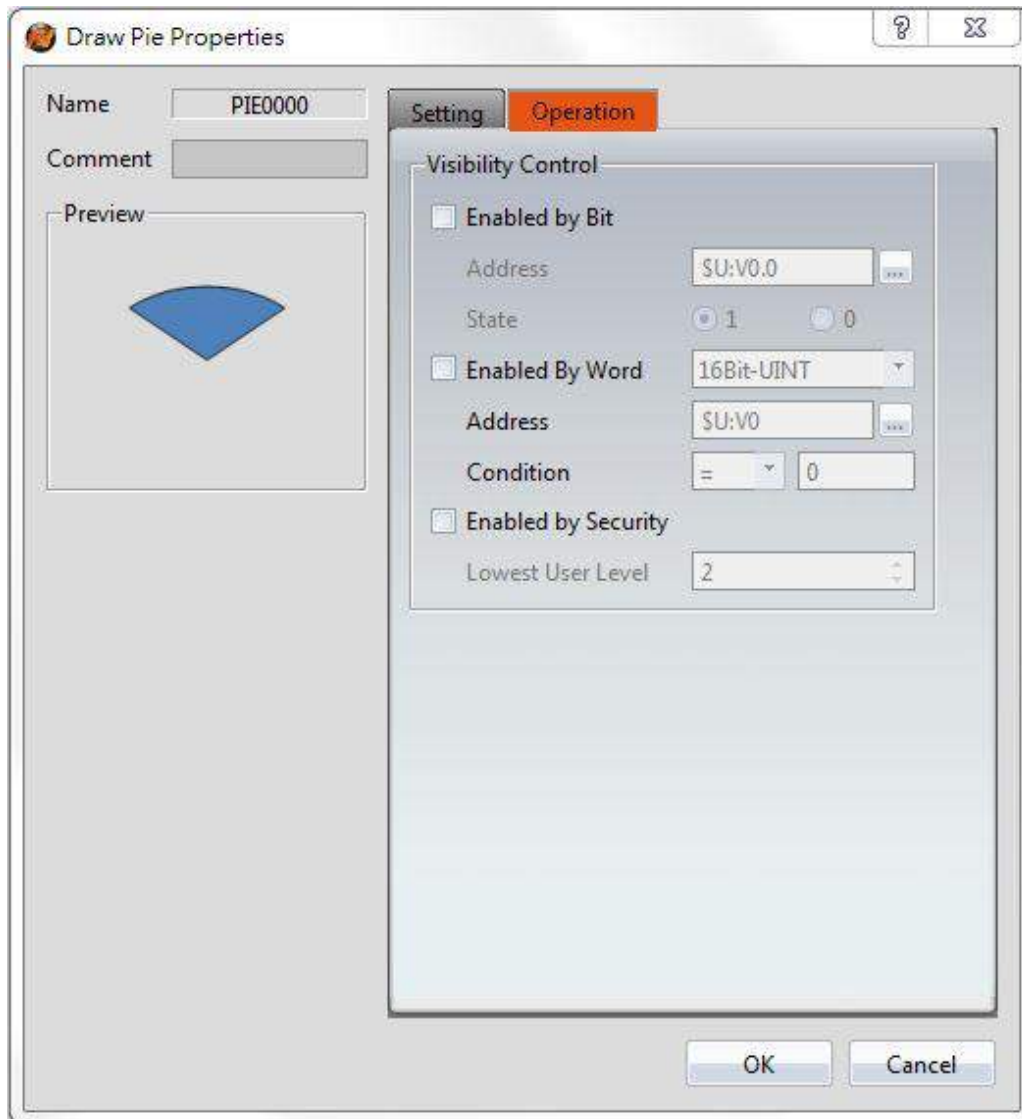 Draw Pie Properties
Name PIE0000
Comment
Preview
Setting Operation
Visibility Control
Enabled by Bit
Address $U:V0.0 ...
State 1 0
Enabled By Word 16Bit-UINT
Address $U:V0 ...
Condition = 0
Enabled by Security
Lowest User Level 2
OK Cancel